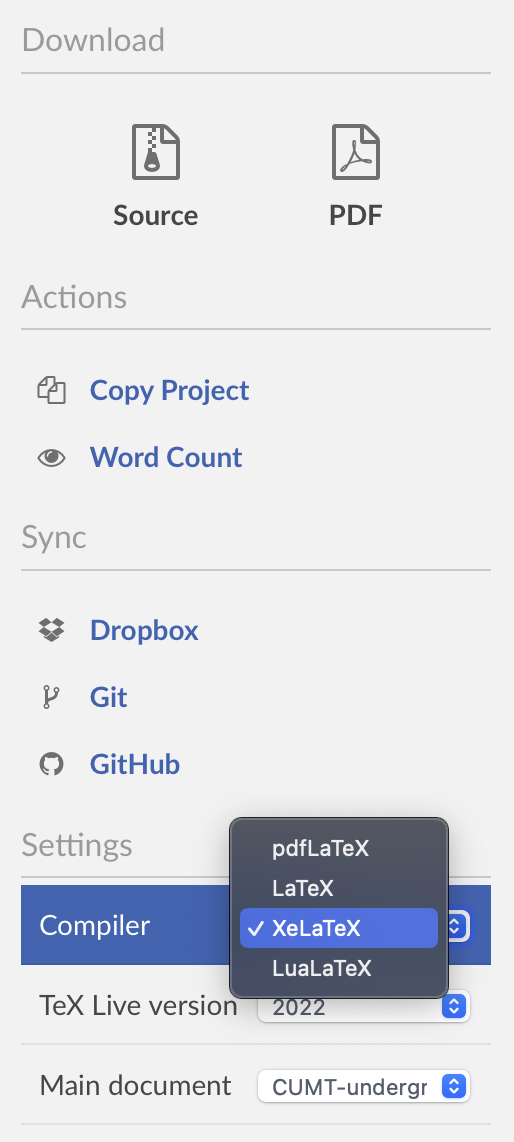 Download
Source
PDF
Actions
Copy Project
Word Count
Sync
Dropbox
Git
GitHub
Settings
pdfLaTeX
LaTeX
Compiler
✓ XeLaTeX
LuaLaTeX
TeX Live version
2022
Main document
CUMT-undergr